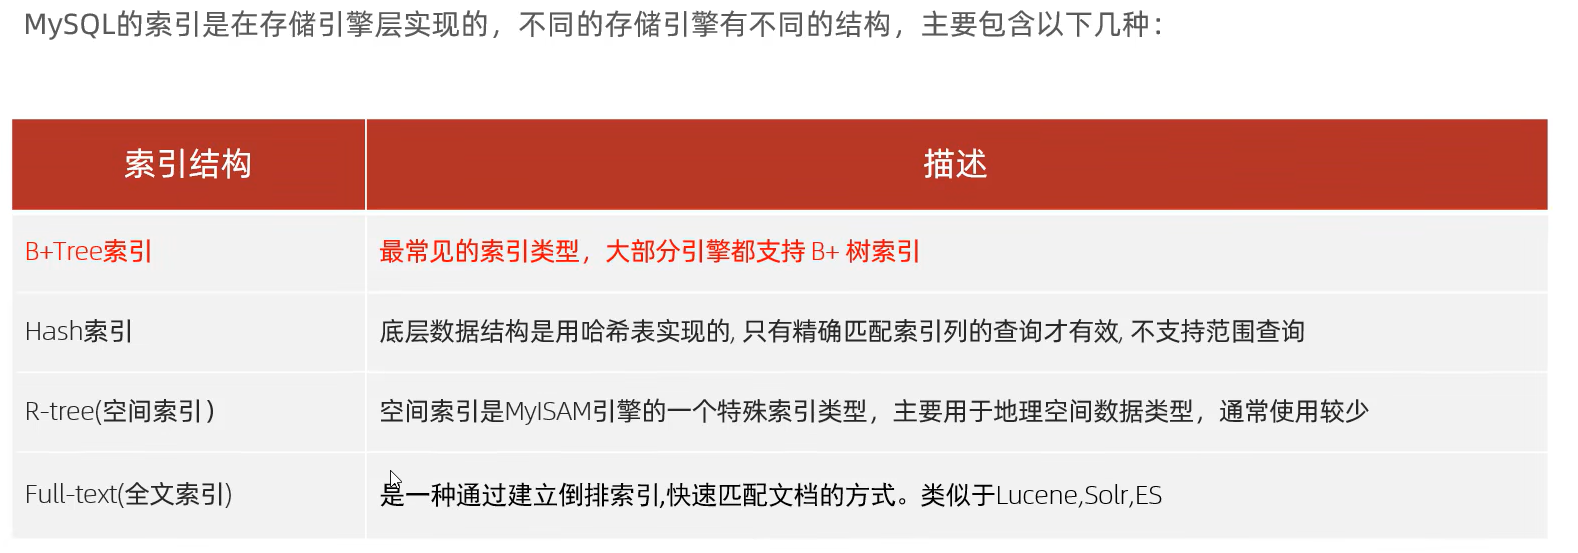 MySQL的索引是在存储引擎层实现的，不同的存储引擎有不同的结构，主要包含以下几种：
索引结构 描述
B+Tree索引 最常见的索引类型，大部分引擎都支持 B+ 树索引
Hash索引 底层数据结构是用哈希表实现的, 只有精确匹配索引列的查询才有效, 不支持范围查询
R-tree(空间索引） 空间索引是MyISAM引擎的一个特殊索引类型，主要用于地理空间数据类型，通常使用较少
Full-text(全文索引) 是一种通过建立倒排索引,快速匹配文档的方式。类似于Lucene,Solr,ES